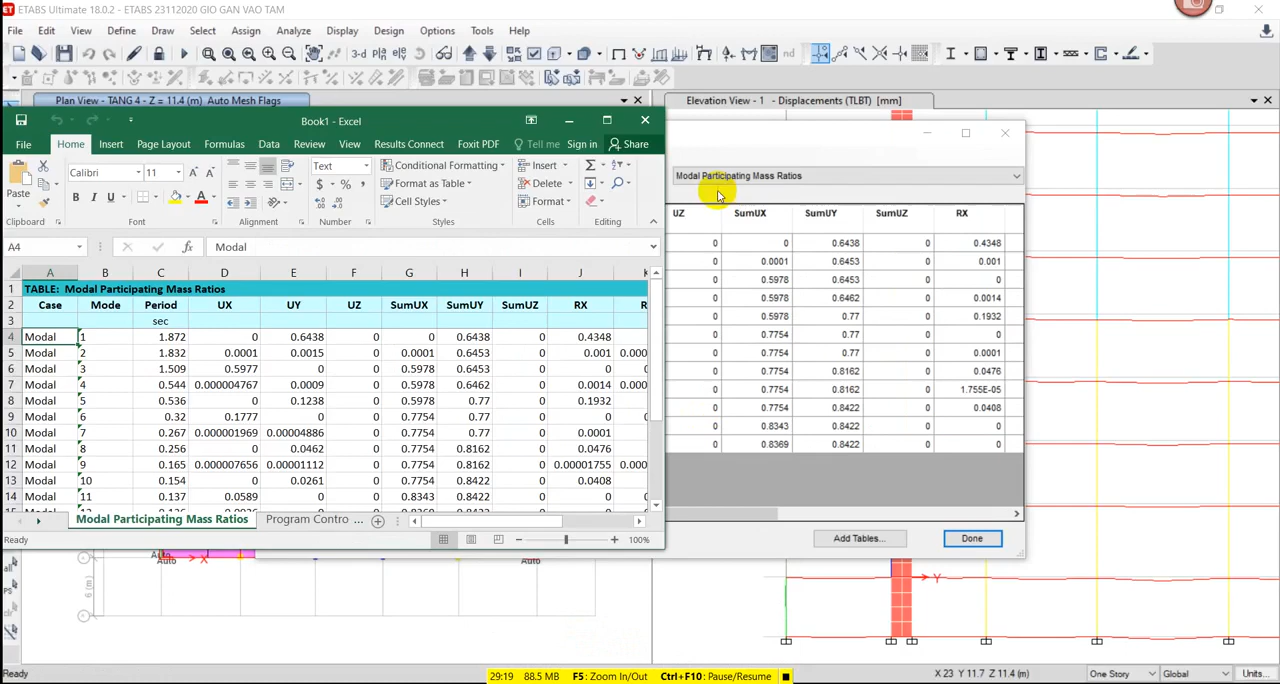 ETABS Ultimate 18.0.2 - ETABS 23112020 GIO GAN VAO TAM
File Edit View Define Draw Select Assign Analyze Display Design Options Tools Help
3-d
nd
Plan View - TANG 4 - Z = 11.4 (m) Auto Mesh Flags
Elevation View - 1 - Displacements (TLBT) [mm]
Book1 - Excel
File Home Insert Page Layout Formulas Data Review View Results Connect Foxit PDF Tell me Sign in Share
Paste Calibri 11 Text Conditional Formatting Insert
B I U $ % Format as Table Delete
Cell Styles Format
Clipboard Font Alignment Number Styles Cells Editing
A4 fx Modal
A B C D E F G H I J K
1 TABLE: Modal Participating Mass Ratios
2 Case Mode Period UX UY UZ SumUX SumUY SumUZ RX R
3 sec
4 Modal 1 1.872 0 0.6438 0 0 0.6438 0 0.4348
5 Modal 2 1.832 0.0001 0.0015 0 0.0001 0.6453 0 0.001 0.00
6 Modal 3 1.509 0.5977 0 0 0.5978 0.6453 0 0 0
7 Modal 4 0.544 0.000004767 0.0009 0 0.5978 0.6462 0 0.0014 0.00
8 Modal 5 0.536 0 0.1238 0 0.5978 0.77 0 0.1932
9 Modal 6 0.32 0.1777 0 0 0.7754 0.77 0 0 0
10 Modal 7 0.267 0.000001969 0.00004886 0 0.7754 0.77 0 0.0001 0.00
11 Modal 8 0.256 0 0.0462 0 0.7754 0.8162 0 0.0476
12 Modal 9 0.165 0.000007656 0.00001112 0 0.7754 0.8162 0 0.00001755 0.00
13 Modal 10 0.154 0 0.0261 0 0.7754 0.8422 0 0.0408
14 Modal 11 0.137 0.0589 0 0 0.8343 0.8422 0 0 0
Modal Participating Mass Ratios Program Contro ...
Ready 100%
Modal Participating Mass Ratios
UZ SumUX SumUY SumUZ RX
0 0 0.6438 0 0.4348
0 0.0001 0.6453 0 0.001
0 0.5978 0.6453 0 0
0 0.5978 0.6462 0 0.0014
0 0.5978 0.77 0 0.1932
0 0.7754 0.77 0 0
0 0.7754 0.77 0 0.0001
0 0.7754 0.8162 0 0.0476
0 0.7754 0.8162 0 1.755E-05
0 0.7754 0.8422 0 0.0408
0 0.8343 0.8422 0 0
0 0.8369 0.8422 0 0
Add Tables... Done
Auto X Auto
Auto
6 (m)
B
Y
all
PS
clr
Ready
29:19 88.5 MB F5: Zoom In/Out Ctrl+F10: Pause/Resume
X 23 Y 11.7 Z 11.4 (m) One Story Global Units...